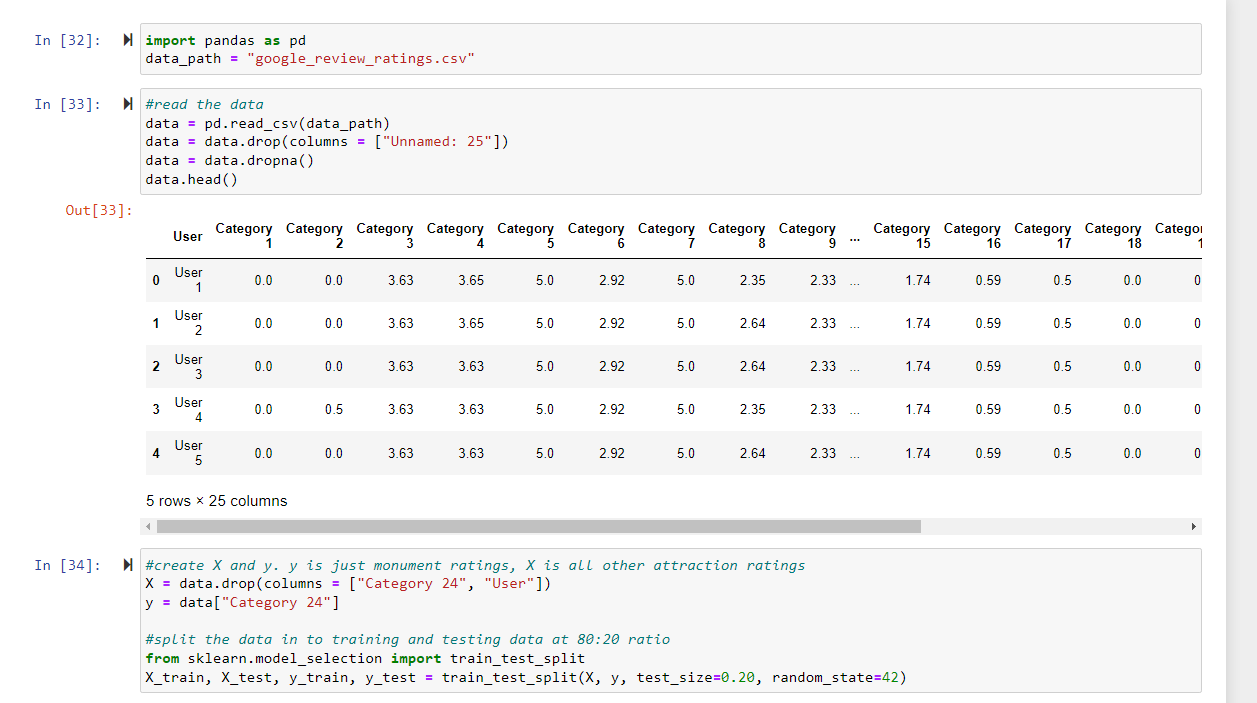 In [32]: import pandas as pd
data_path = "google_review_ratings.csv"
In [33]: #read the data
data = pd.read_csv(data_path)
data = data.drop(columns = ["Unnamed: 25"])
data = data.dropna()
data.head()
Out[33]:
User Category 1 Category 2 Category 3 Category 4 Category 5 Category 6 Category 7 Category 8 Category 9 ... Category 15 Category 16 Category 17 Category 18
0 User 1 0.0 0.0 3.63 3.65 5.0 2.92 5.0 2.35 2.33 ... 1.74 0.59 0.5 0.0 0
1 User 2 0.0 0.0 3.63 3.65 5.0 2.92 5.0 2.64 2.33 ... 1.74 0.59 0.5 0.0 0
2 User 3 0.0 0.0 3.63 3.63 5.0 2.92 5.0 2.64 2.33 ... 1.74 0.59 0.5 0.0 0
3 User 4 0.0 0.5 3.63 3.63 5.0 2.92 5.0 2.35 2.33 ... 1.74 0.59 0.5 0.0 0
4 User 5 0.0 0.0 3.63 3.63 5.0 2.92 5.0 2.64 2.33 ... 1.74 0.59 0.5 0.0 0
5 rows × 25 columns
In [34]: #create X and y. y is just monument ratings, X is all other attraction ratings
X = data.drop(columns = ["Category 24", "User"])
y = data["Category 24"]
#split the data in to training and testing data at 80:20 ratio
from sklearn.model_selection import train_test_split
X_train, X_test, y_train, y_test = train_test_split(X, y, test_size=0.20, random_state=42)